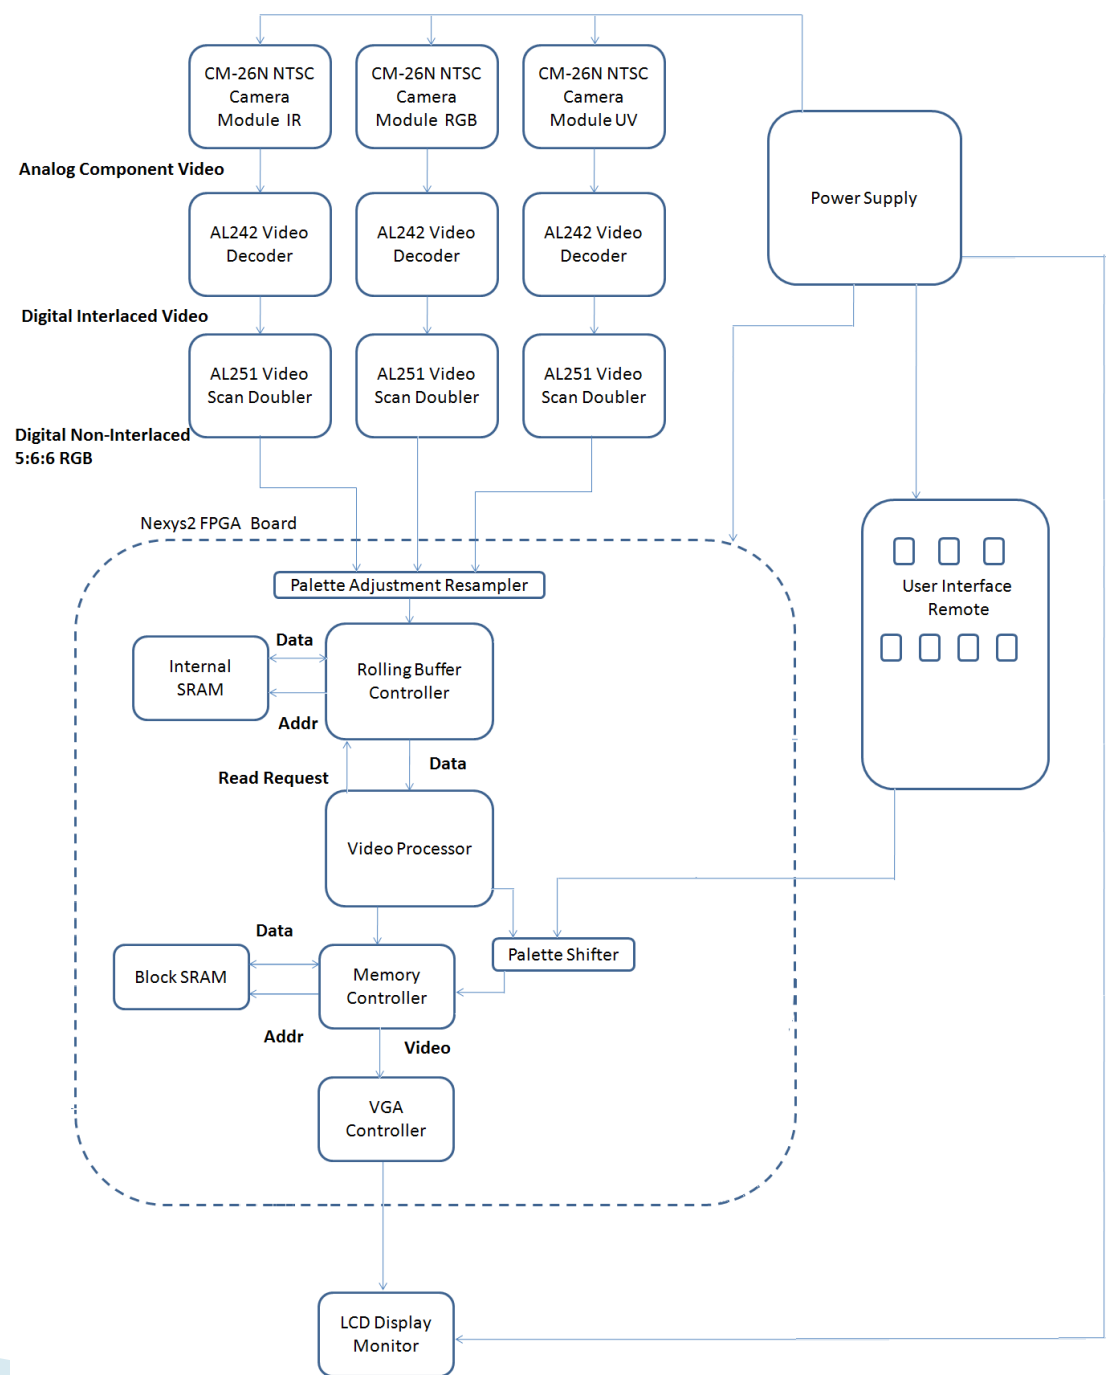 CM-26N NTSC
Camera
Module IR
CM-26N NTSC
Camera
Module RGB
CM-26N NTSC
Camera
Module UV
Power Supply
Analog Component Video
AL242 Video
Decoder
AL242 Video
Decoder
AL242 Video
Decoder
Digital Interlaced Video
AL251 Video
Scan Doubler
AL251 Video
Scan Doubler
AL251 Video
Scan Doubler
Digital Non-Interlaced
5:6:6 RGB
Nexys2 FPGA Board
Palette Adjustment Resampler
User Interface
Remote
Data
Internal
SRAM
Rolling Buffer
Controller
Addr
Read Request
Data
Video Processor
Data
Palette Shifter
Block SRAM
Memory
Controller
Addr
Video
VGA
Controller
LCD Display
Monitor